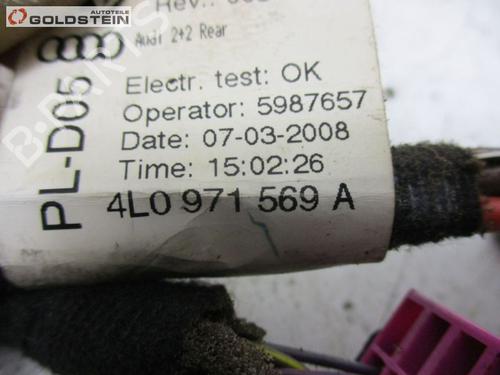 AUTOTEILE
GOLDSTEIN
Rev.:
Audi 2+2 Rear
PL-D05
Electr. test: OK
Operator: 5987657
Date: 07-03-2008
Time: 15:02:26
4L0 971 569 A